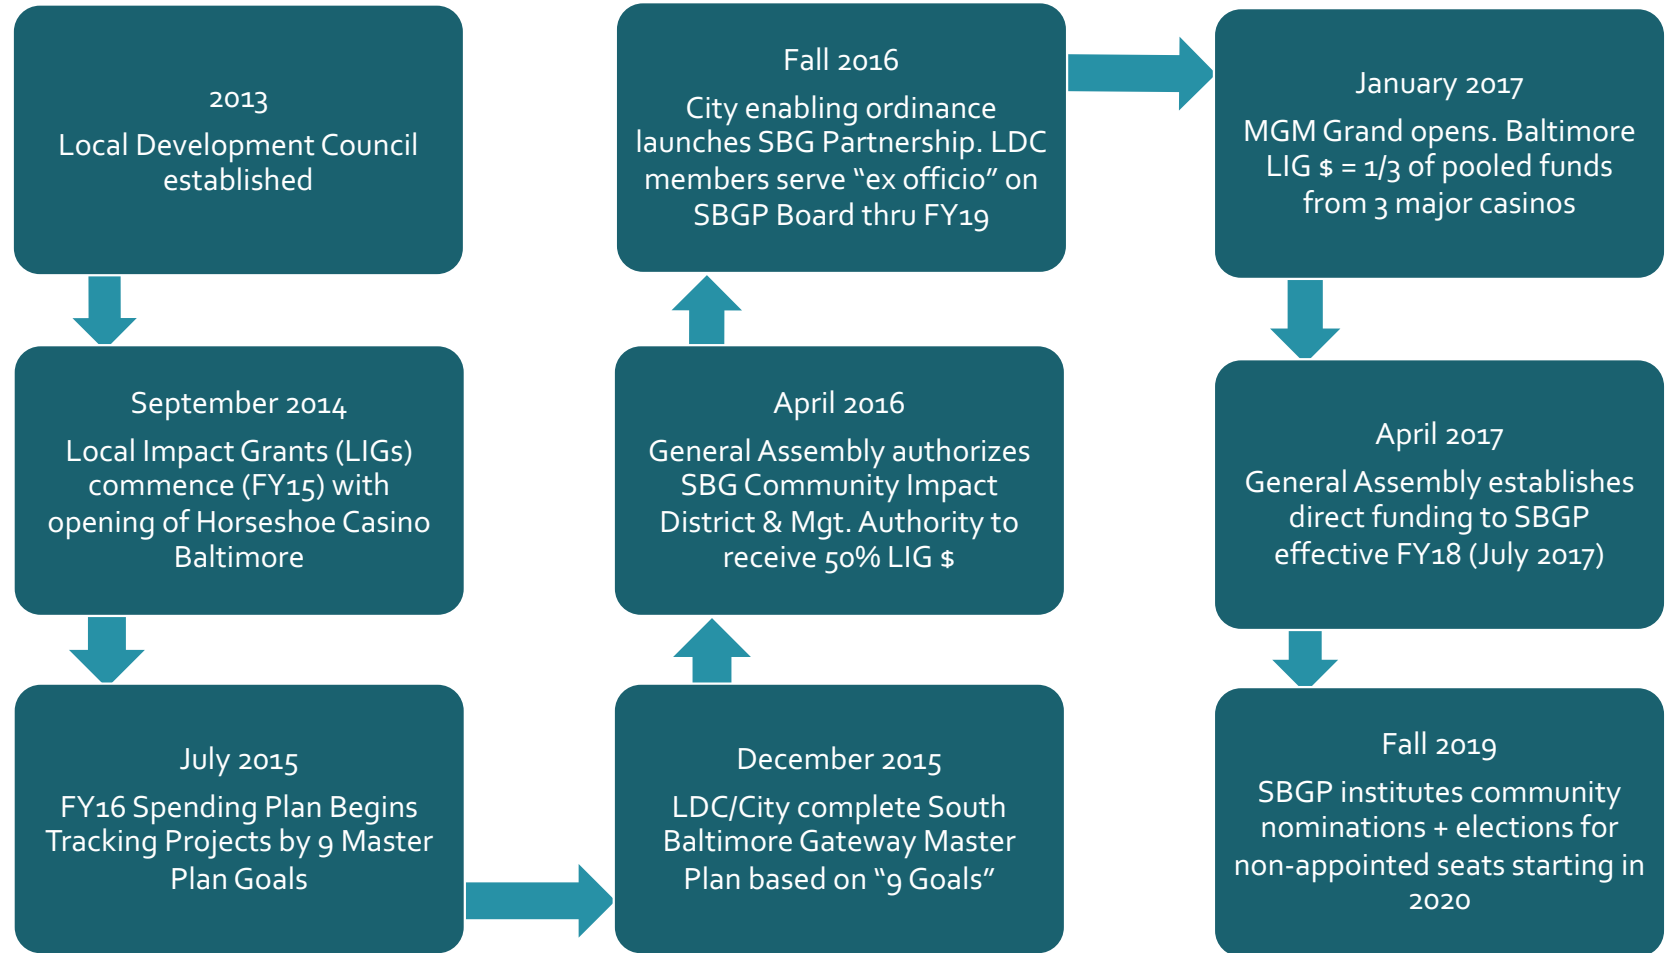 2013
Local Development Council
established
September 2014
Local Impact Grants (LIGs)
commence (FY15) with
opening of Horseshoe Casino
Baltimore
July 2015
FY16 Spending Plan Begins
Tracking Projects by 9 Master
Plan Goals
December 2015
LDC/City complete South
Baltimore Gateway Master
Plan based on “9 Goals”
April 2016
General Assembly authorizes
SBG Community Impact
District & Mgt. Authority to
receive 50% LIG $
Fall 2016
City enabling ordinance
launches SBG Partnership. LDC
members serve “ex officio” on
SBGP Board thru FY19
January 2017
MGM Grand opens. Baltimore
LIG $ = 1/3 of pooled funds
from 3 major casinos
April 2017
General Assembly establishes
direct funding to SBGP
effective FY18 (July 2017)
Fall 2019
SBGP institutes community
nominations + elections for
non-appointed seats starting in
2020